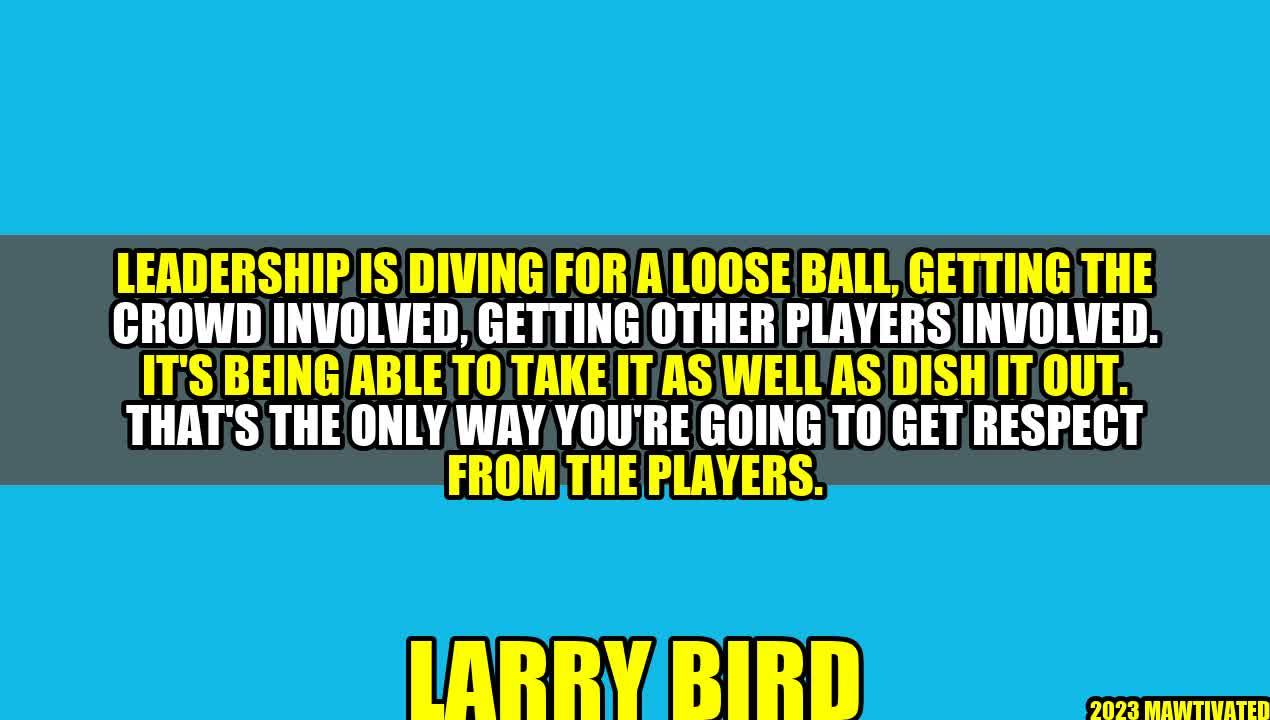 LEADERSHIP IS DIVING FOR A LOOSE BALL, GETTING THE
CROWD INVOLVED, GETTING OTHER PLAYERS INVOLVED.
IT'S BEING ABLE TO TAKE IT AS WELL AS DISH IT OUT.
THAT'S THE ONLY WAY YOU'RE GOING TO GET RESPECT
FROM THE PLAYERS.
LARRY BIRD
2023 MAWTIVATED